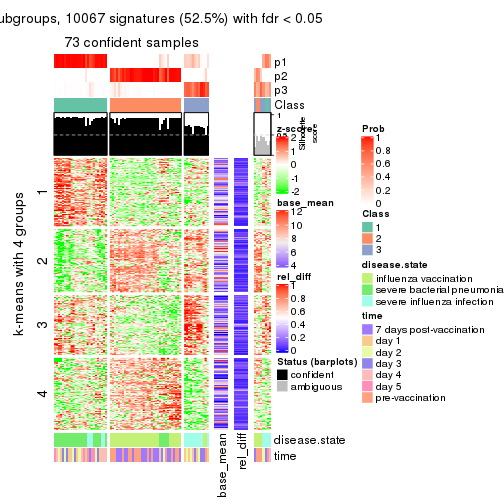 ubgroups, 10067 signatures (52.5%) with fdr < 0.05
73 confident samples
p1
p2
p3
Class
1
Silhouette
score
z-score
2
1
0
-1
-2
base_mean
12
10
8
6
4
rel_diff
1
0.8
0.6
0.4
0.2
0
Status (barplots)
confident
ambiguous
Prob
1
0.8
0.6
0.4
0.2
0
Class
1
2
3
disease.state
influenza vaccination
severe bacterial pneumonia
severe influenza infection
time
7 days post-vaccination
day 1
day 2
day 3
day 4
day 5
pre-vaccination
k-means with 4 groups
1
2
3
4
disease.state
time
base_mean
rel_diff